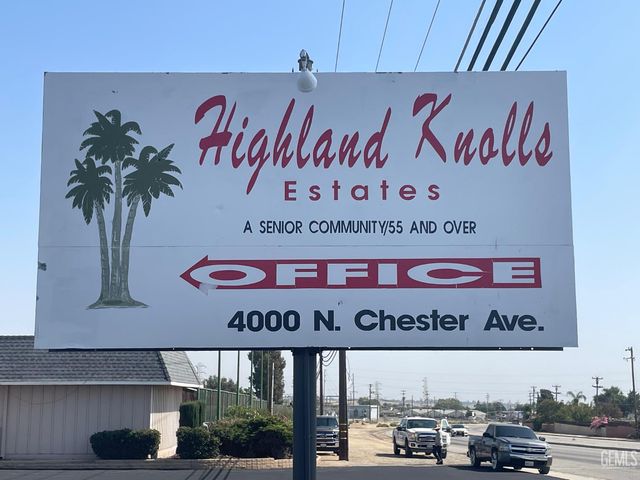 Highland Knolls
Estates
A SENIOR COMMUNITY/55 AND OVER
OFFICE
4000 N. Chester Ave.
GEMLS